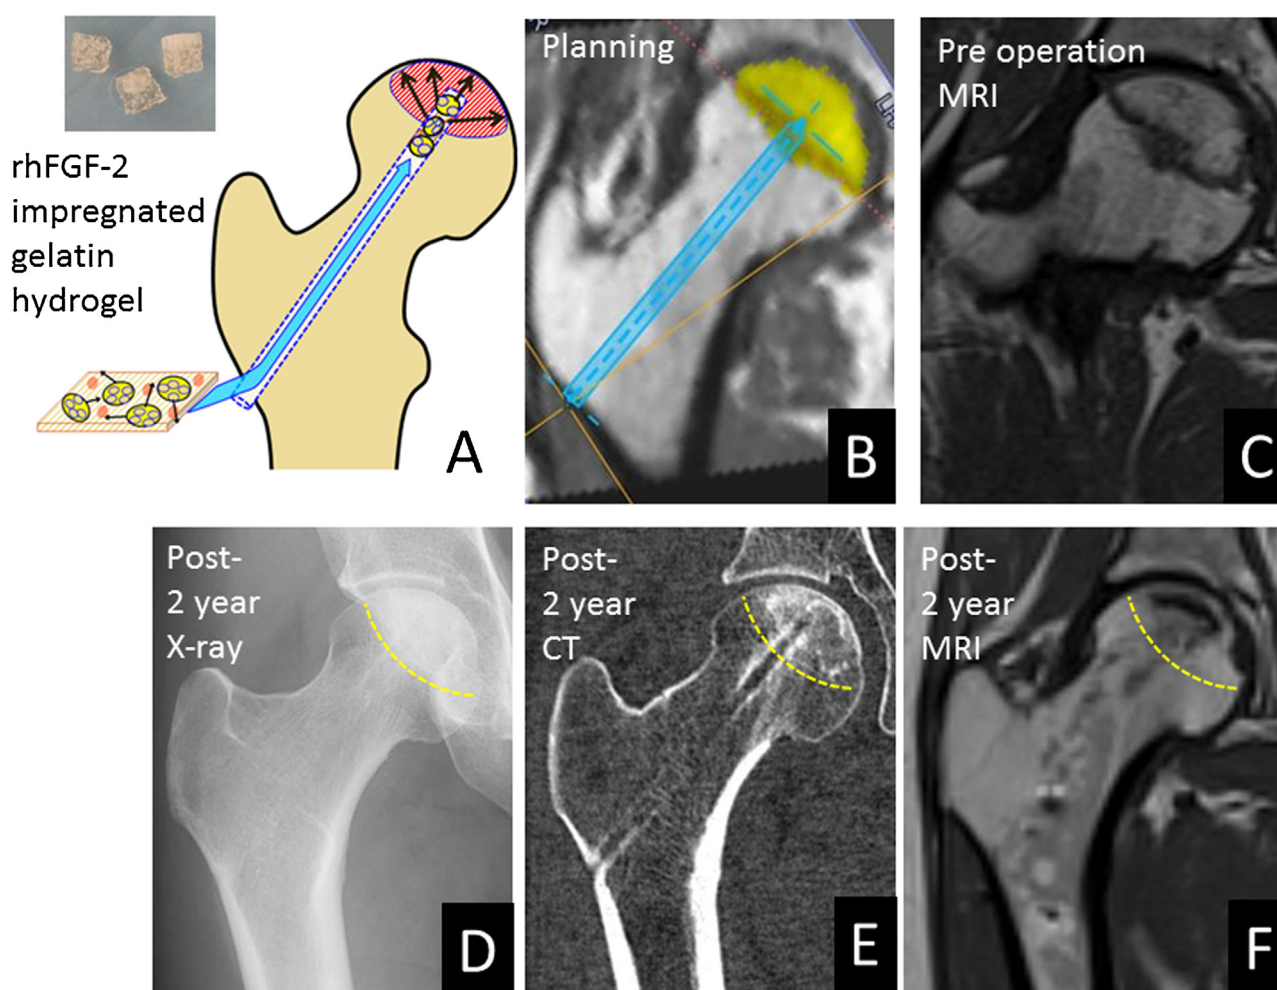 rhFGF-2
impregnated
gelatin
hydrogel
A
Planning
B
Pre operation
MRI
C
Post-
2 year
X-ray
D
Post-
2 year
CT
E
Post-
2 year
MRI
F